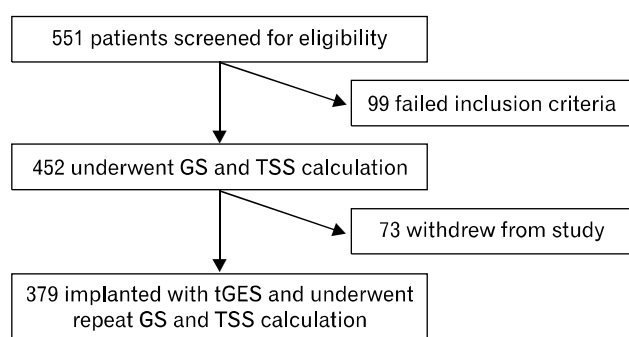 551 patients screened for eligibility
99 failed inclusion criteria
452 underwent GS and TSS calculation
73 withdrew from study
379 implanted with tGES and underwent
repeat GS and TSS calculation